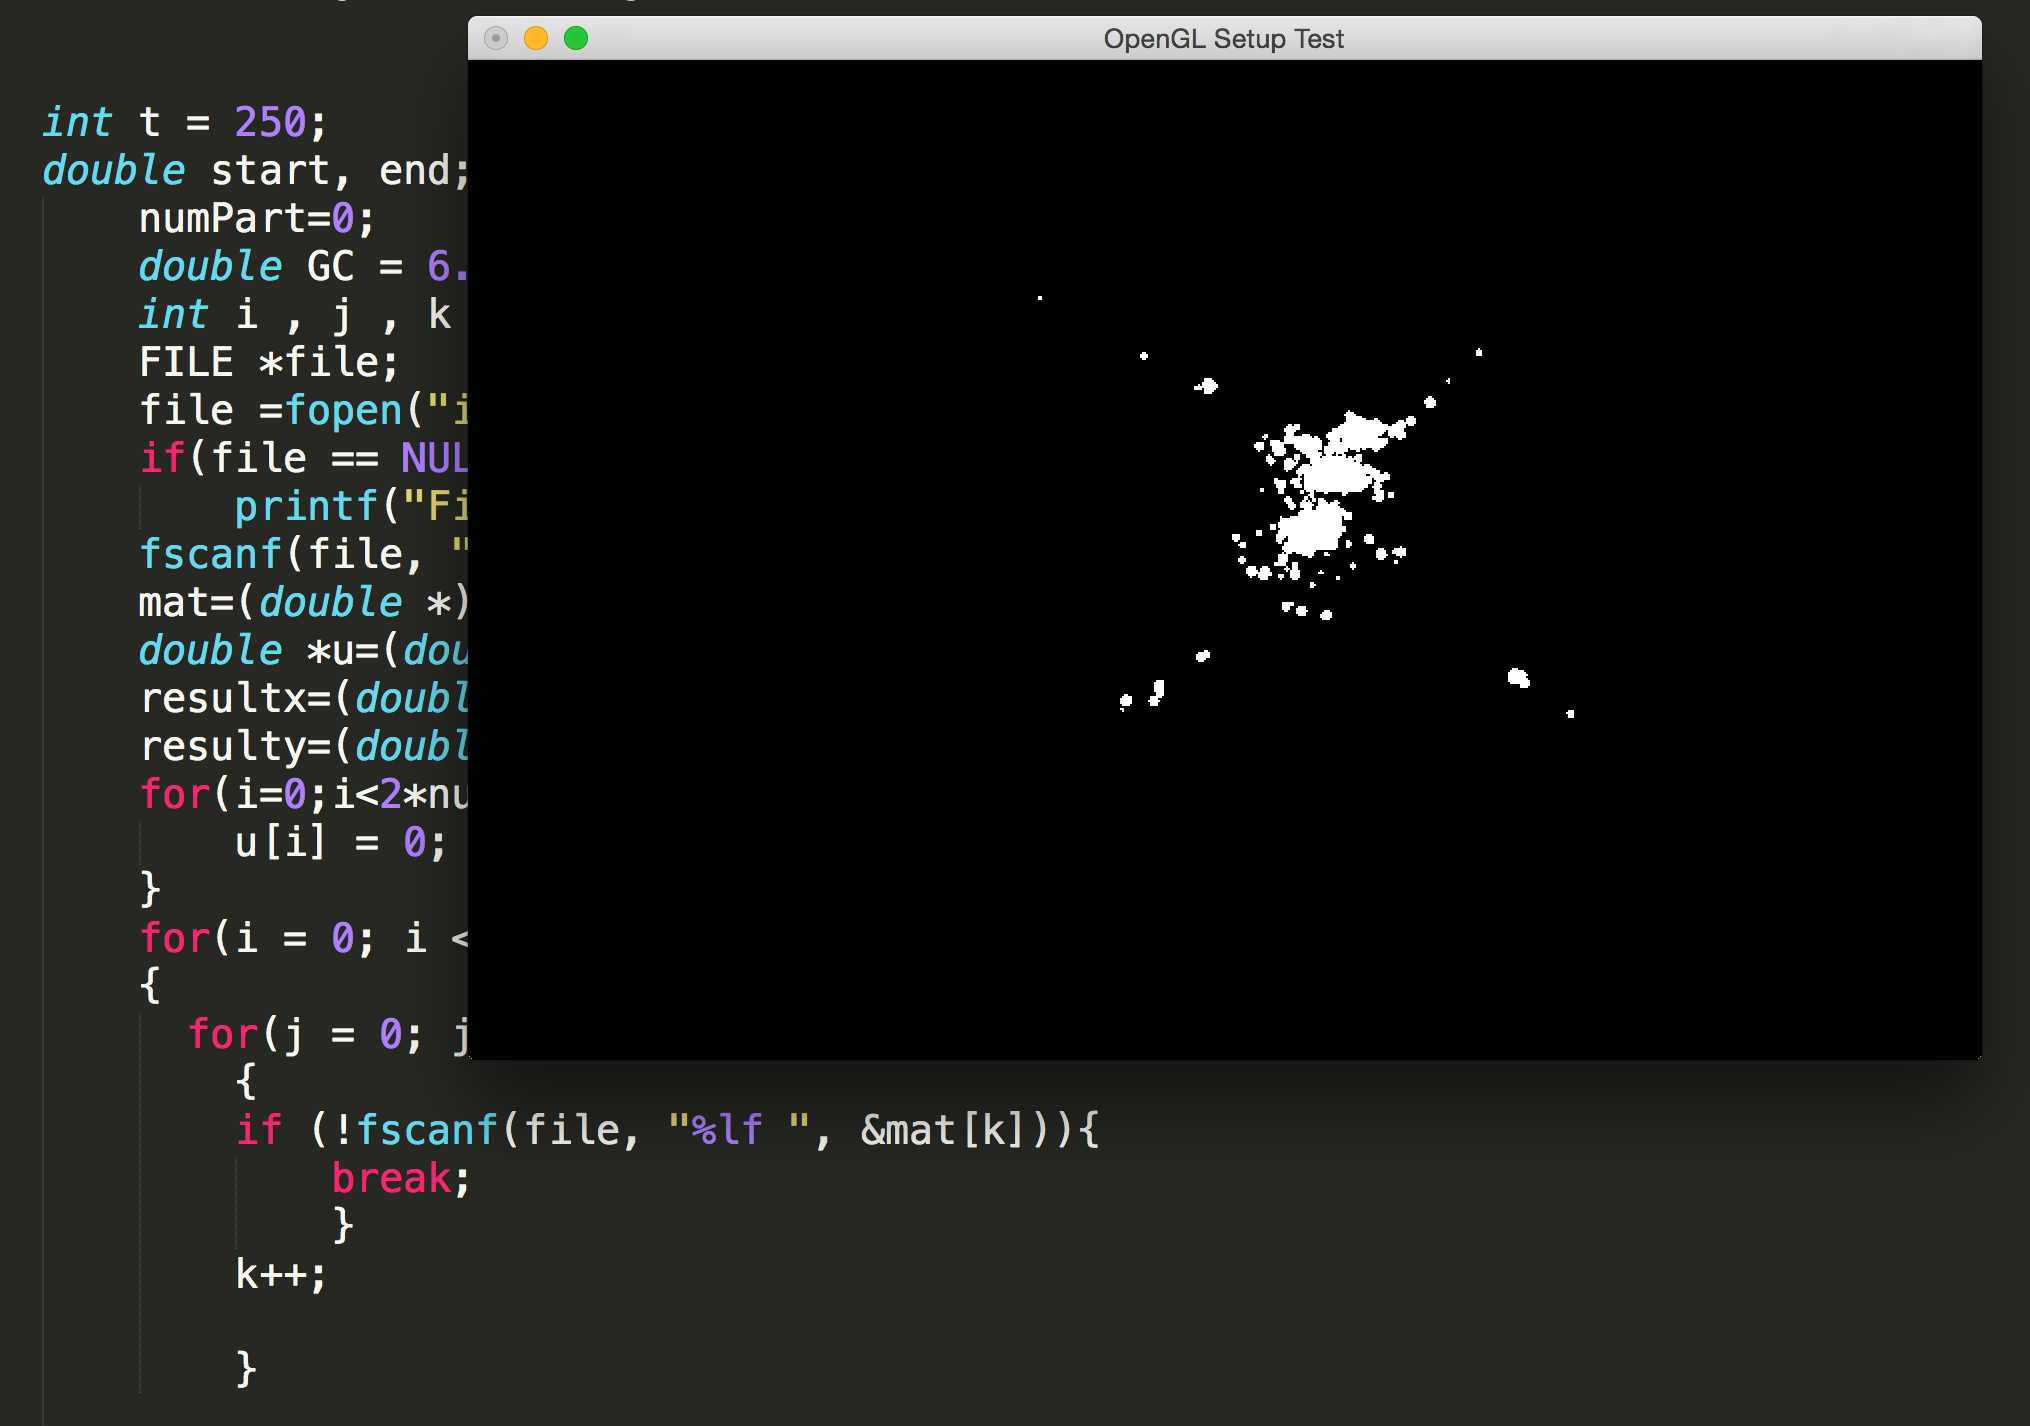 OpenGL Setup Test
int t = 250;
double start, end;
numPart=0;
double GC = 6.
int i , j , k
FILE *file;
file =fopen("i
if(file == NUL
printf("Fi
fscanf(file, "
mat=(double *)
double *u=(dou
resultx=(doubl
resulty=(doubl
for(i=0;i<2*nu
u[i] = 0;
}
for(i = 0; i <
{
for(j = 0; j
{
if (!fscanf(file, "%lf ", &mat[k])){
break;
}
k++;
}